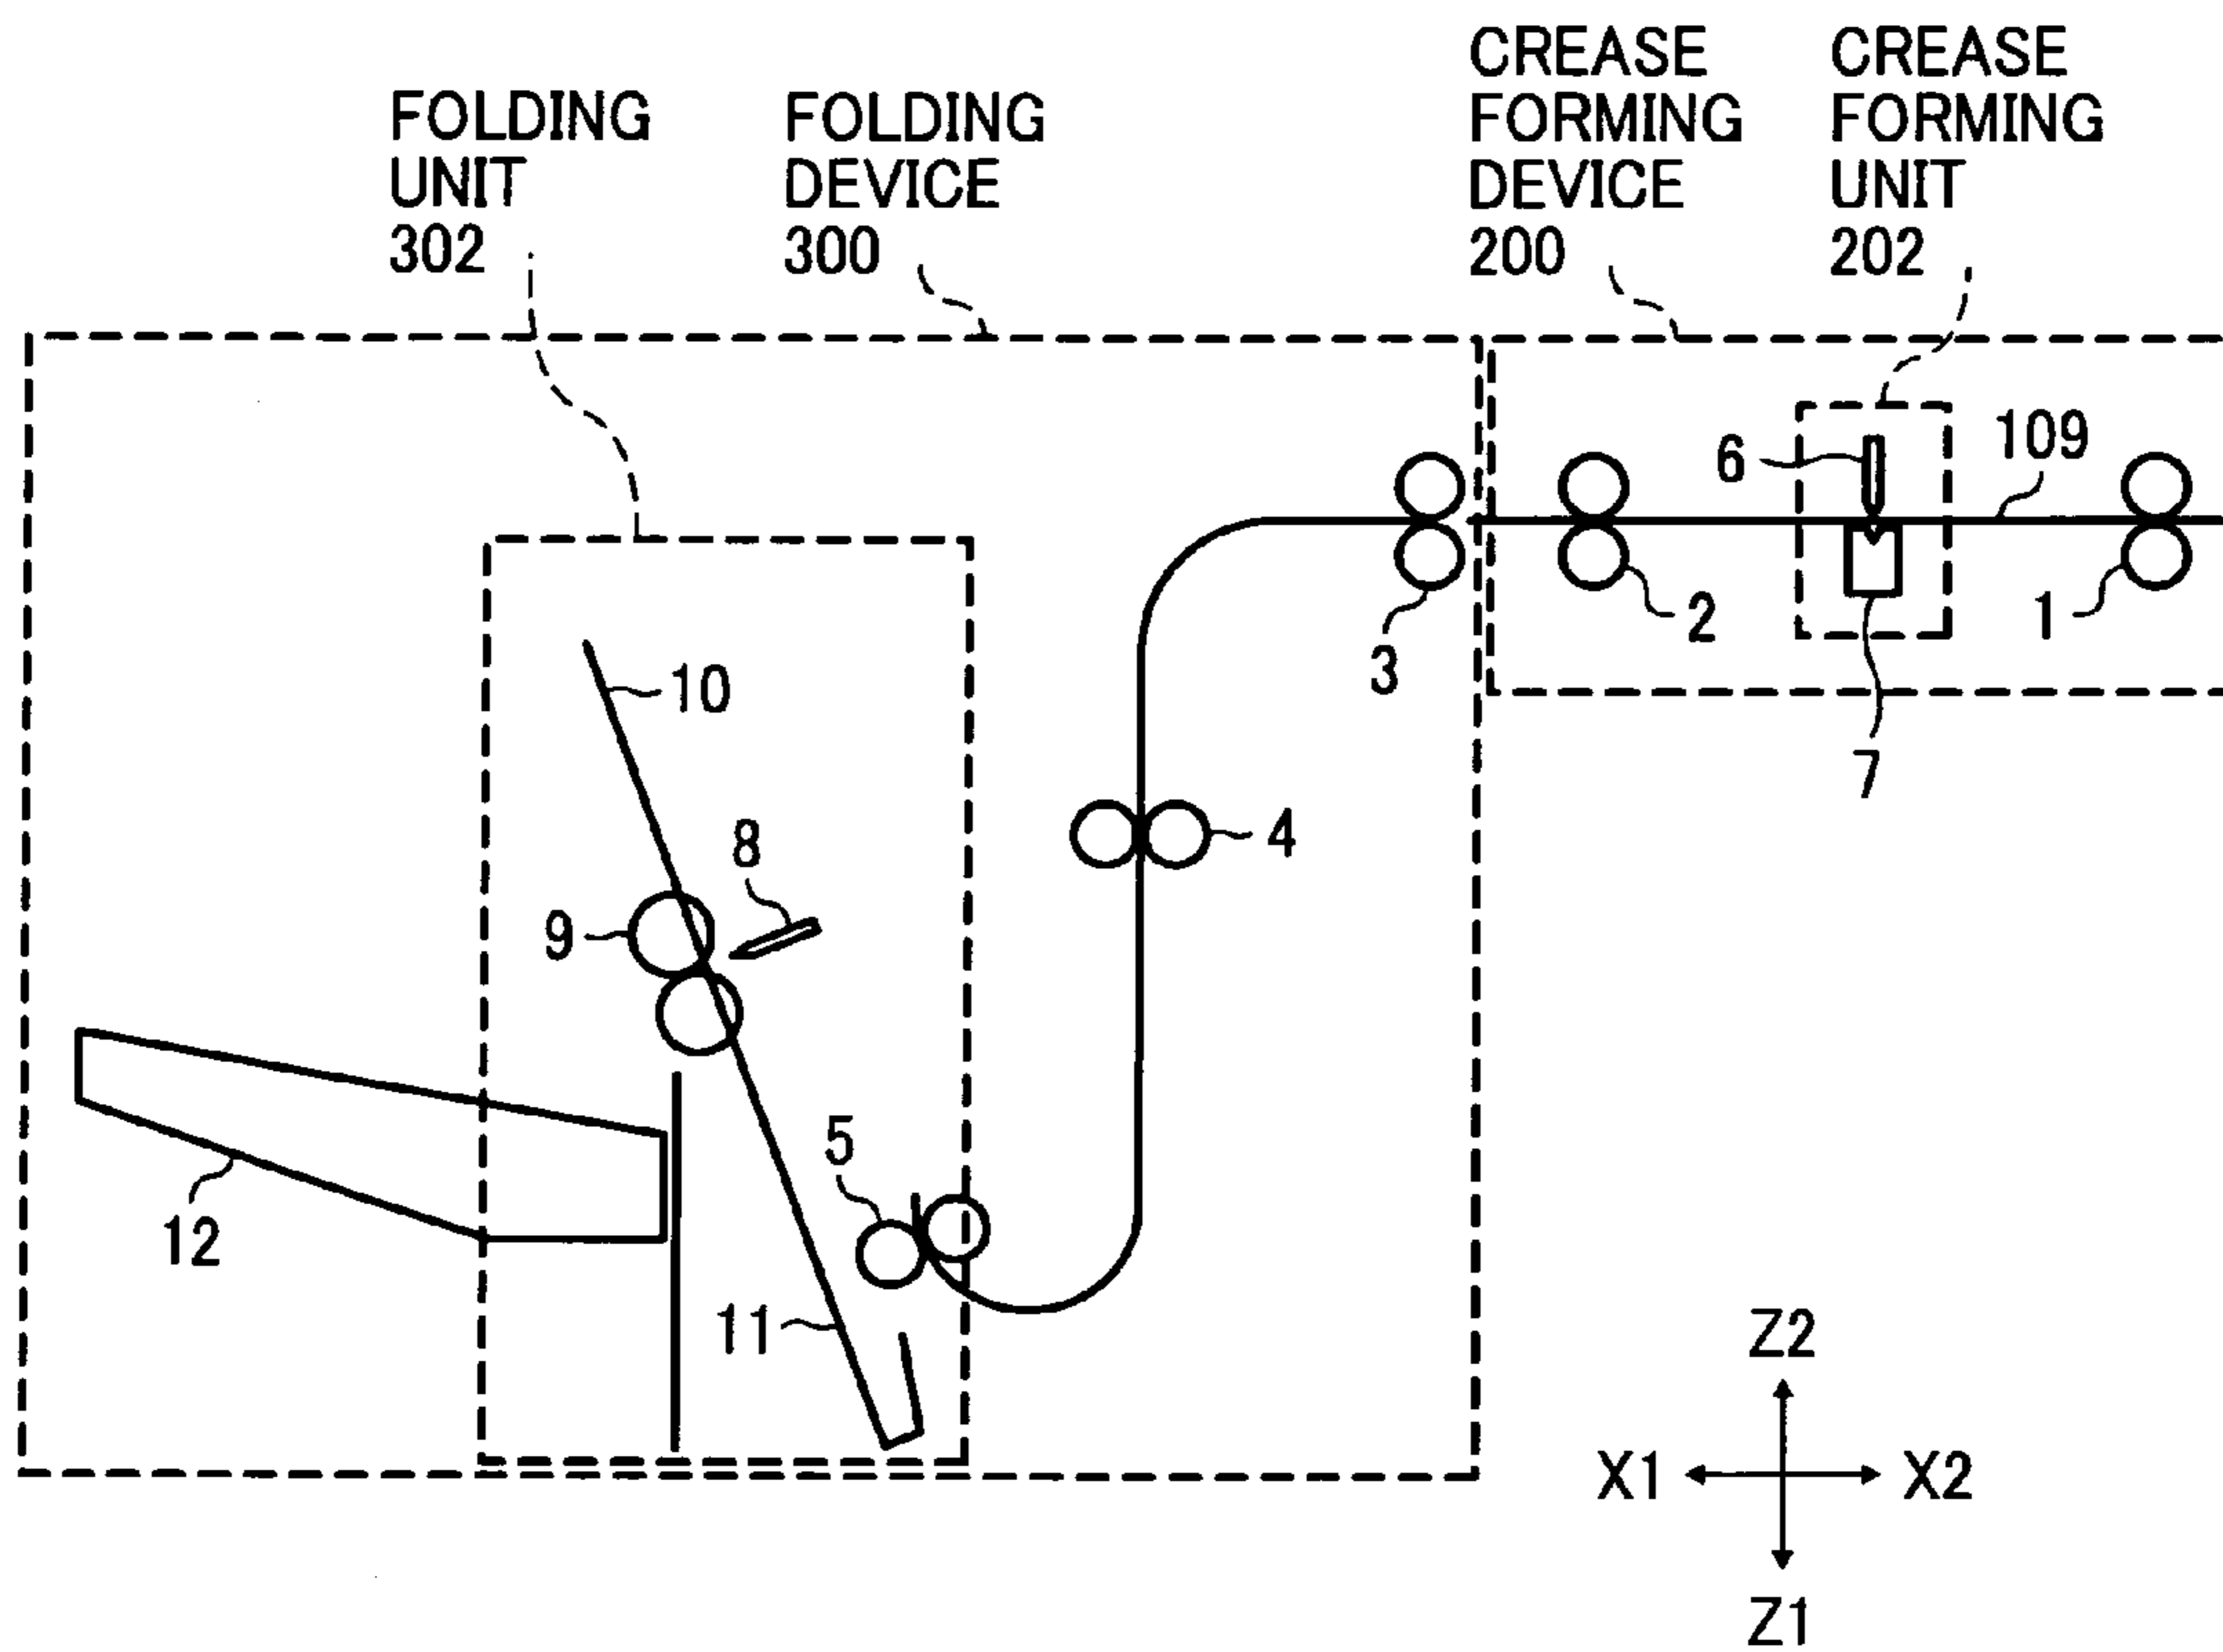 FOLDING
UNIT
302
FOLDING
DEVICE
300
CREASE
FORMING
DEVICE
200
CREASE
FORMING
UNIT
202
6
109
3
2
1
7
10
8
4
9
5
12
11
Z2
X1
X2
Z1